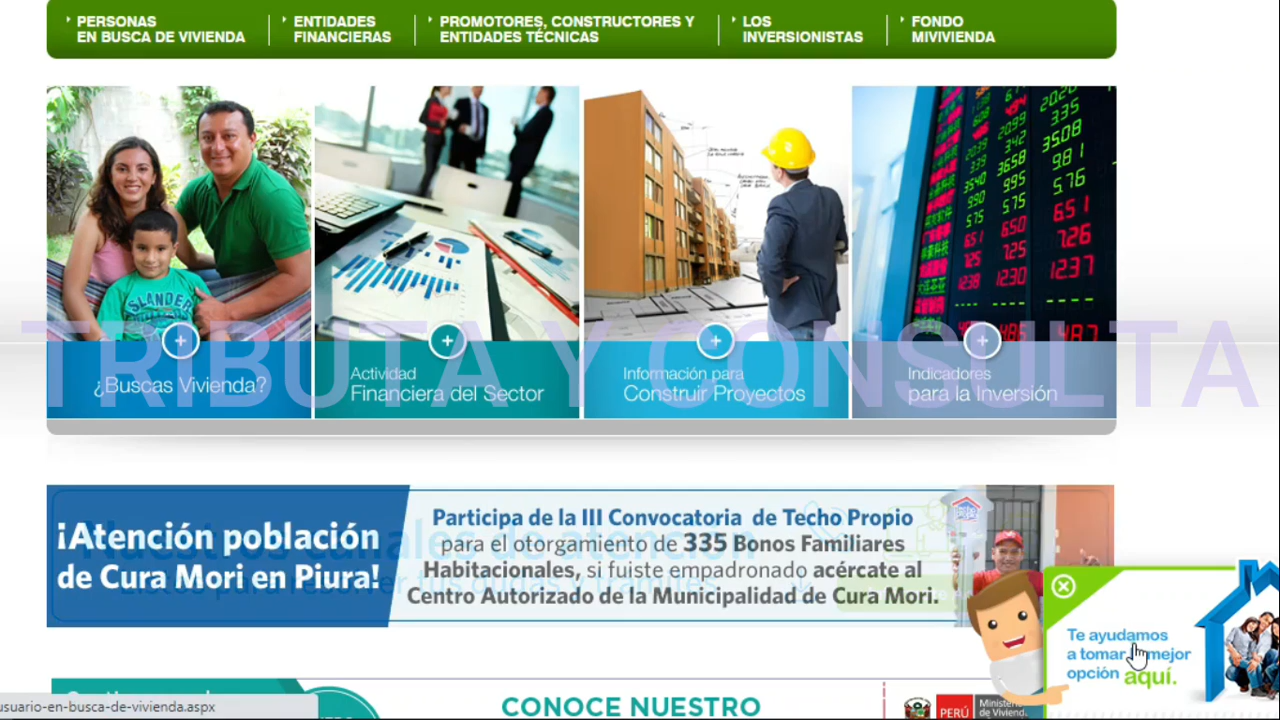 PERSONAS
EN BUSCA DE VIVIENDA
ENTIDADES
FINANCIERAS
PROMOTORES, CONSTRUCTORES Y
ENTIDADES TÉCNICAS
LOS
INVERSIONISTAS
FONDO
MIVIVIENDA
SLANDER
TRIBUTA Y CONSULTA
¿Buscas Vivienda?
Actividad
Financiera del Sector
Información para
Construir Proyectos
Indicadores
para la Inversión
¡Atención población
de Cura Mori en Piura!
Participa de la III Convocatoria de Techo Propio
para el otorgamiento de 335 Bonos Familiares
Habitacionales, si fuiste empadronado acércate al
Centro Autorizado de la Municipalidad de Cura Mori.
Te ayudamos
a tomar mejor
opción aquí.
CONOCE NUESTRO
PERÚ
Ministerio
de Vivienda
usuario-en-busca-de-vivienda.aspx